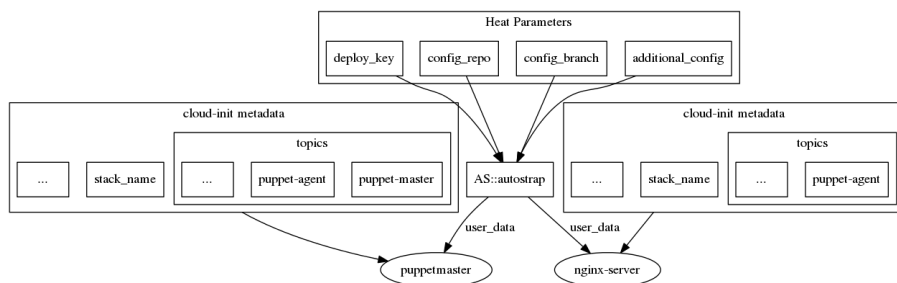 Heat Parameters
deploy_key
config_repo
config_branch
additional_config
cloud-init metadata
topics
...
stack_name
...
puppet-agent
puppet-master
AS::autostrap
cloud-init metadata
topics
...
stack_name
...
puppet-agent
user_data
user_data
puppetmaster
nginx-server